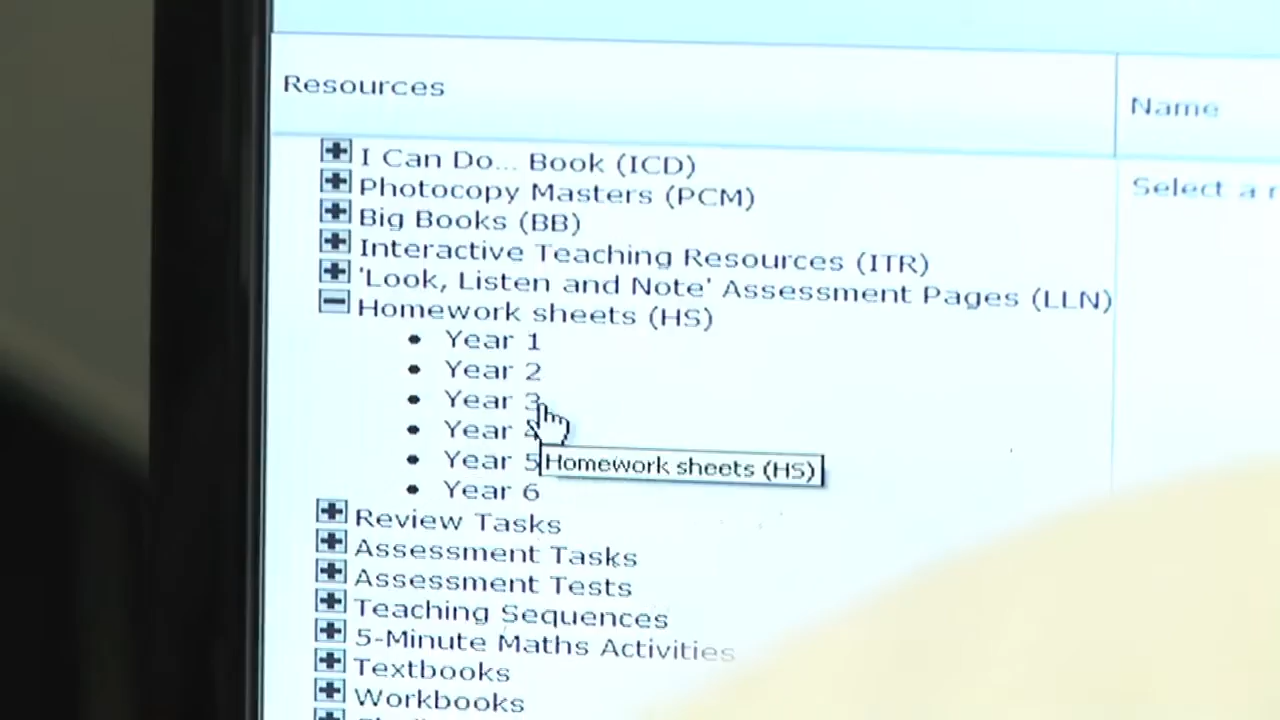 Resources
Name
I Can Do... Book (ICD)
Photocopy Masters (PCM)
Select a
Big Books (BB)
Interactive Teaching Resources (ITR)
'Look, Listen and Note' Assessment Pages (LLN)
Homework sheets (HS)
Year 1
Year 2
Year 3
Year 4
Year 5
Homework sheets (HS)
Year 6
Review Tasks
Assessment Tasks
Assessment Tests
Teaching Sequences
5-Minute Maths Activities
Textbooks
Workbooks